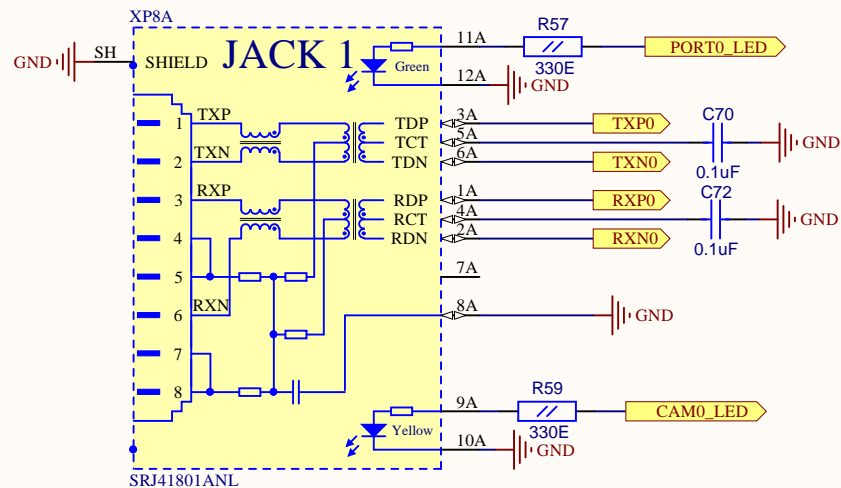 XP8A
JACK 1
SH
GND
SHIELD
11A
R57
330E
PORT0_LED
Green
12A
GND
1
TXP
TDP
3A
TXP0
C70
0.1uF
GND
TCT
5A
2
TXN
TDN
6A
TXN0
3
RXP
RDP
1A
RXP0
C72
0.1uF
GND
RCT
4A
4
RDN
2A
RXN0
5
7A
6
RXN
8A
GND
7
8
9A
R59
330E
CAM0_LED
Yellow
10A
GND
SRJ41801ANL